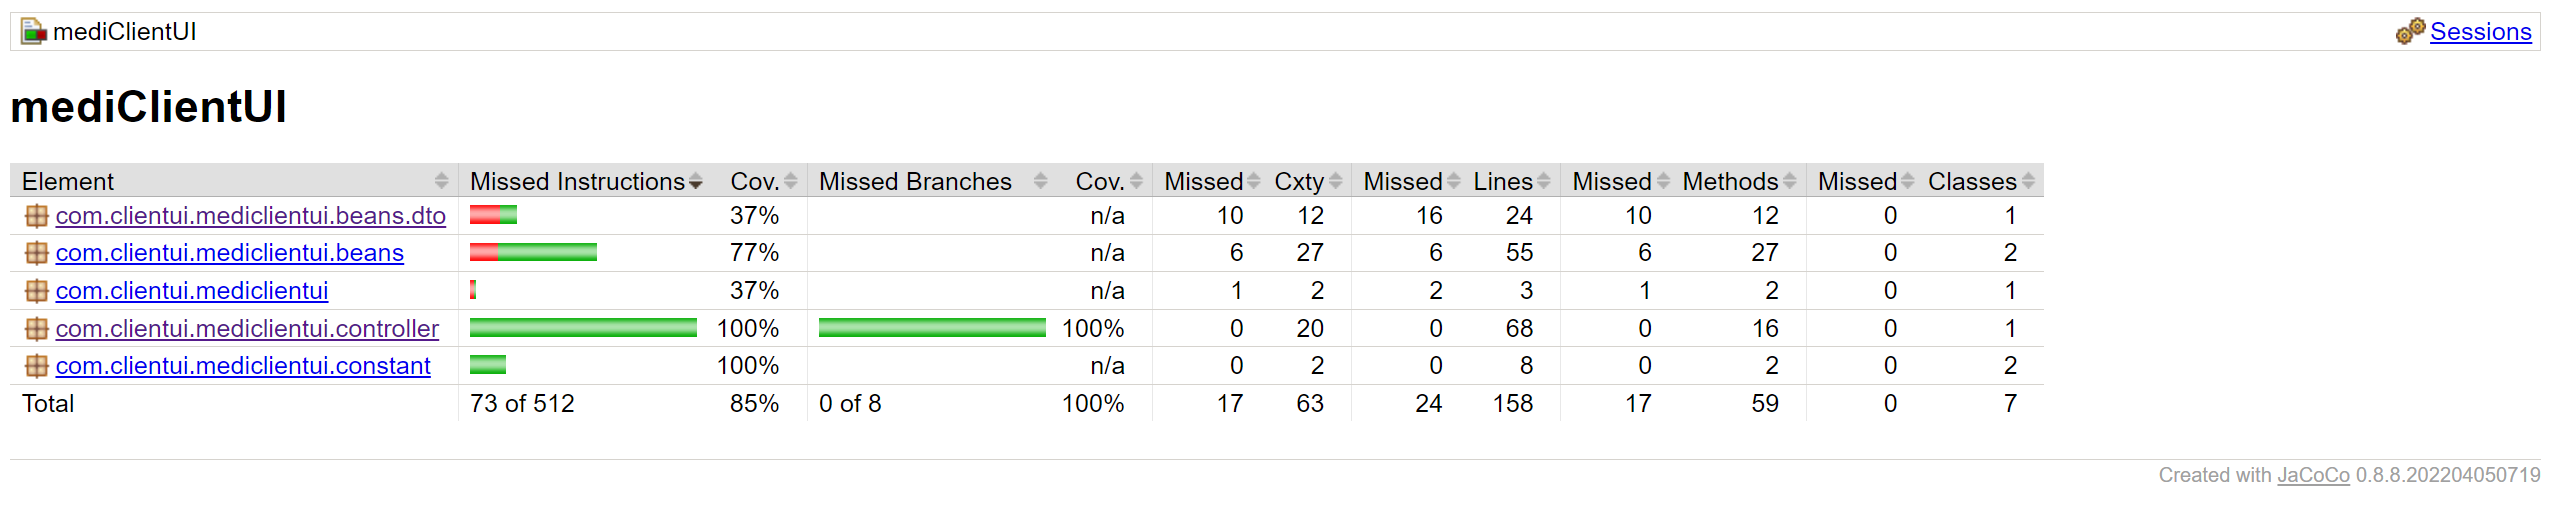 mediClientUI Sessions
mediClientUI
Element Missed Instructions Cov. Missed Branches Cov. Missed Cxty Missed Lines Missed Methods Missed Classes
com.clientui.mediclientui.beans.dto 37% n/a 10 12 16 24 10 12 0 1
com.clientui.mediclientui.beans 77% n/a 6 27 6 55 6 27 0 2
com.clientui.mediclientui 37% n/a 1 2 2 3 1 2 0 1
com.clientui.mediclientui.controller 100% 100% 0 20 0 68 0 16 0 1
com.clientui.mediclientui.constant 100% n/a 0 2 0 8 0 2 0 2
Total 73 of 512 85% 0 of 8 100% 17 63 24 158 17 59 0 7
Created with JaCoCo 0.8.8.202204050719